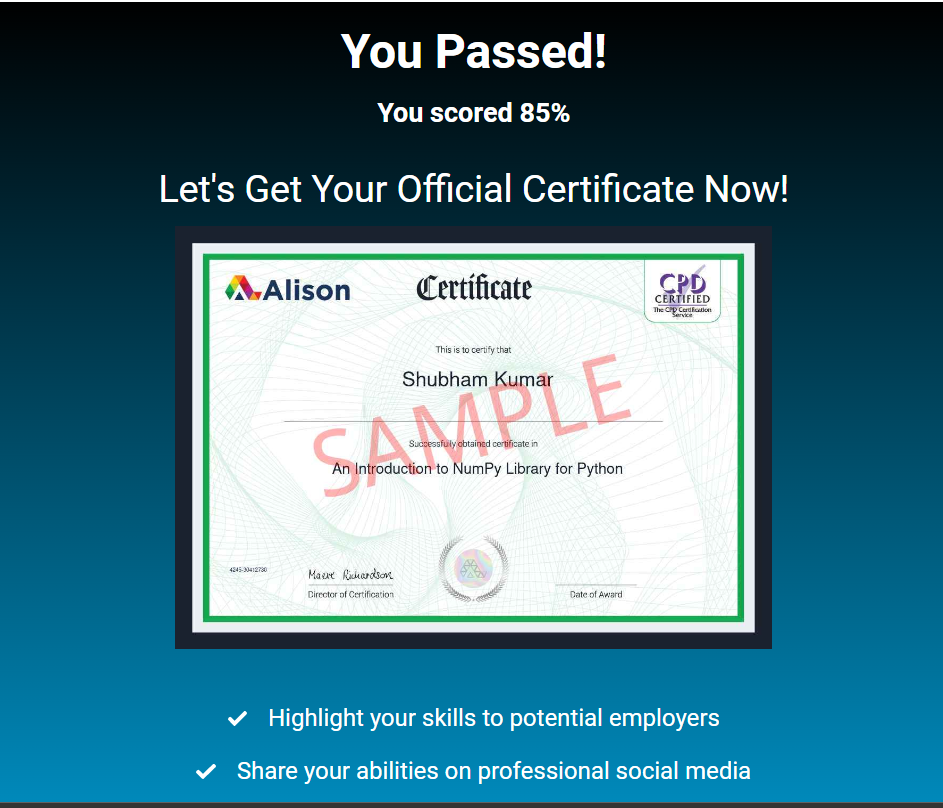 You Passed!
You scored 85%
Let's Get Your Official Certificate Now!
Alison
Certificate
CPD
CERTIFIED
The CPD Certification
Service
This is to certify that
Shubham Kumar
SAMPLE
Successfully obtained certificate in
An Introduction to NumPy Library for Python
4245-30412730
Maeve Richardson
Director of Certification
Date of Award
Highlight your skills to potential employers
Share your abilities on professional social media